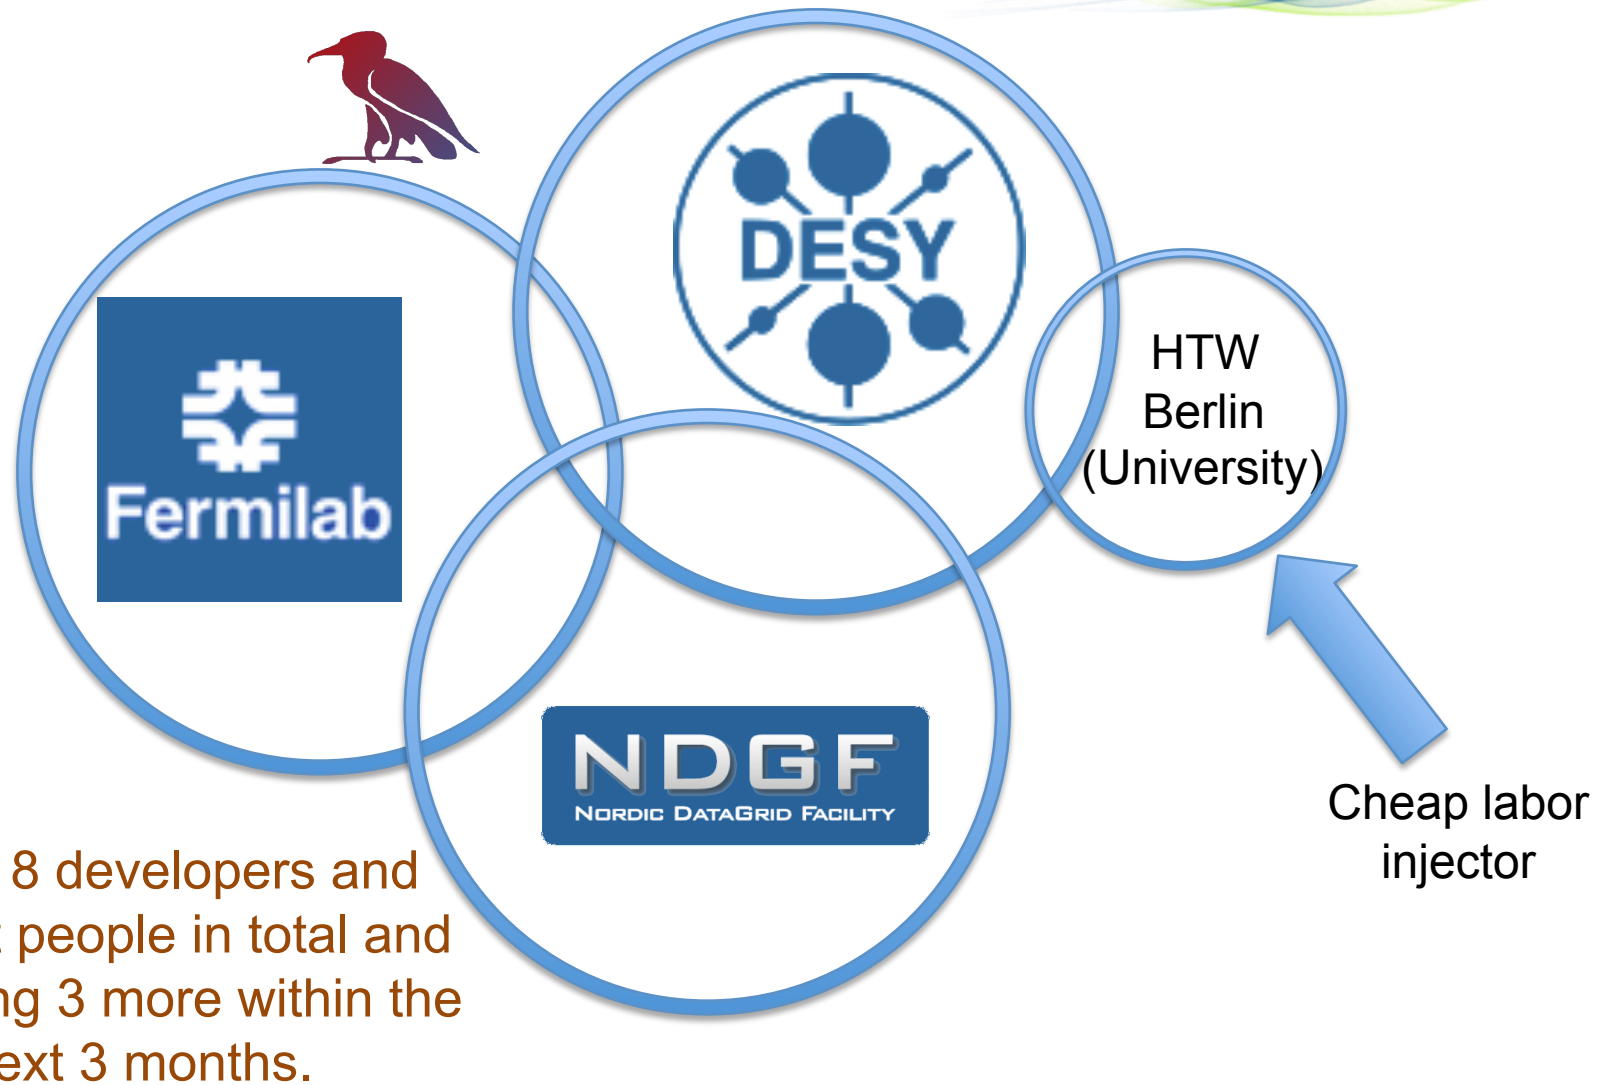 DESY
HTW
Berlin
(University)
Fermilab
NDGF
NORDIC DATAGRID FACILITY
Cheap labor
injector
8 developers and
people in total and
3 more within the
3 months.